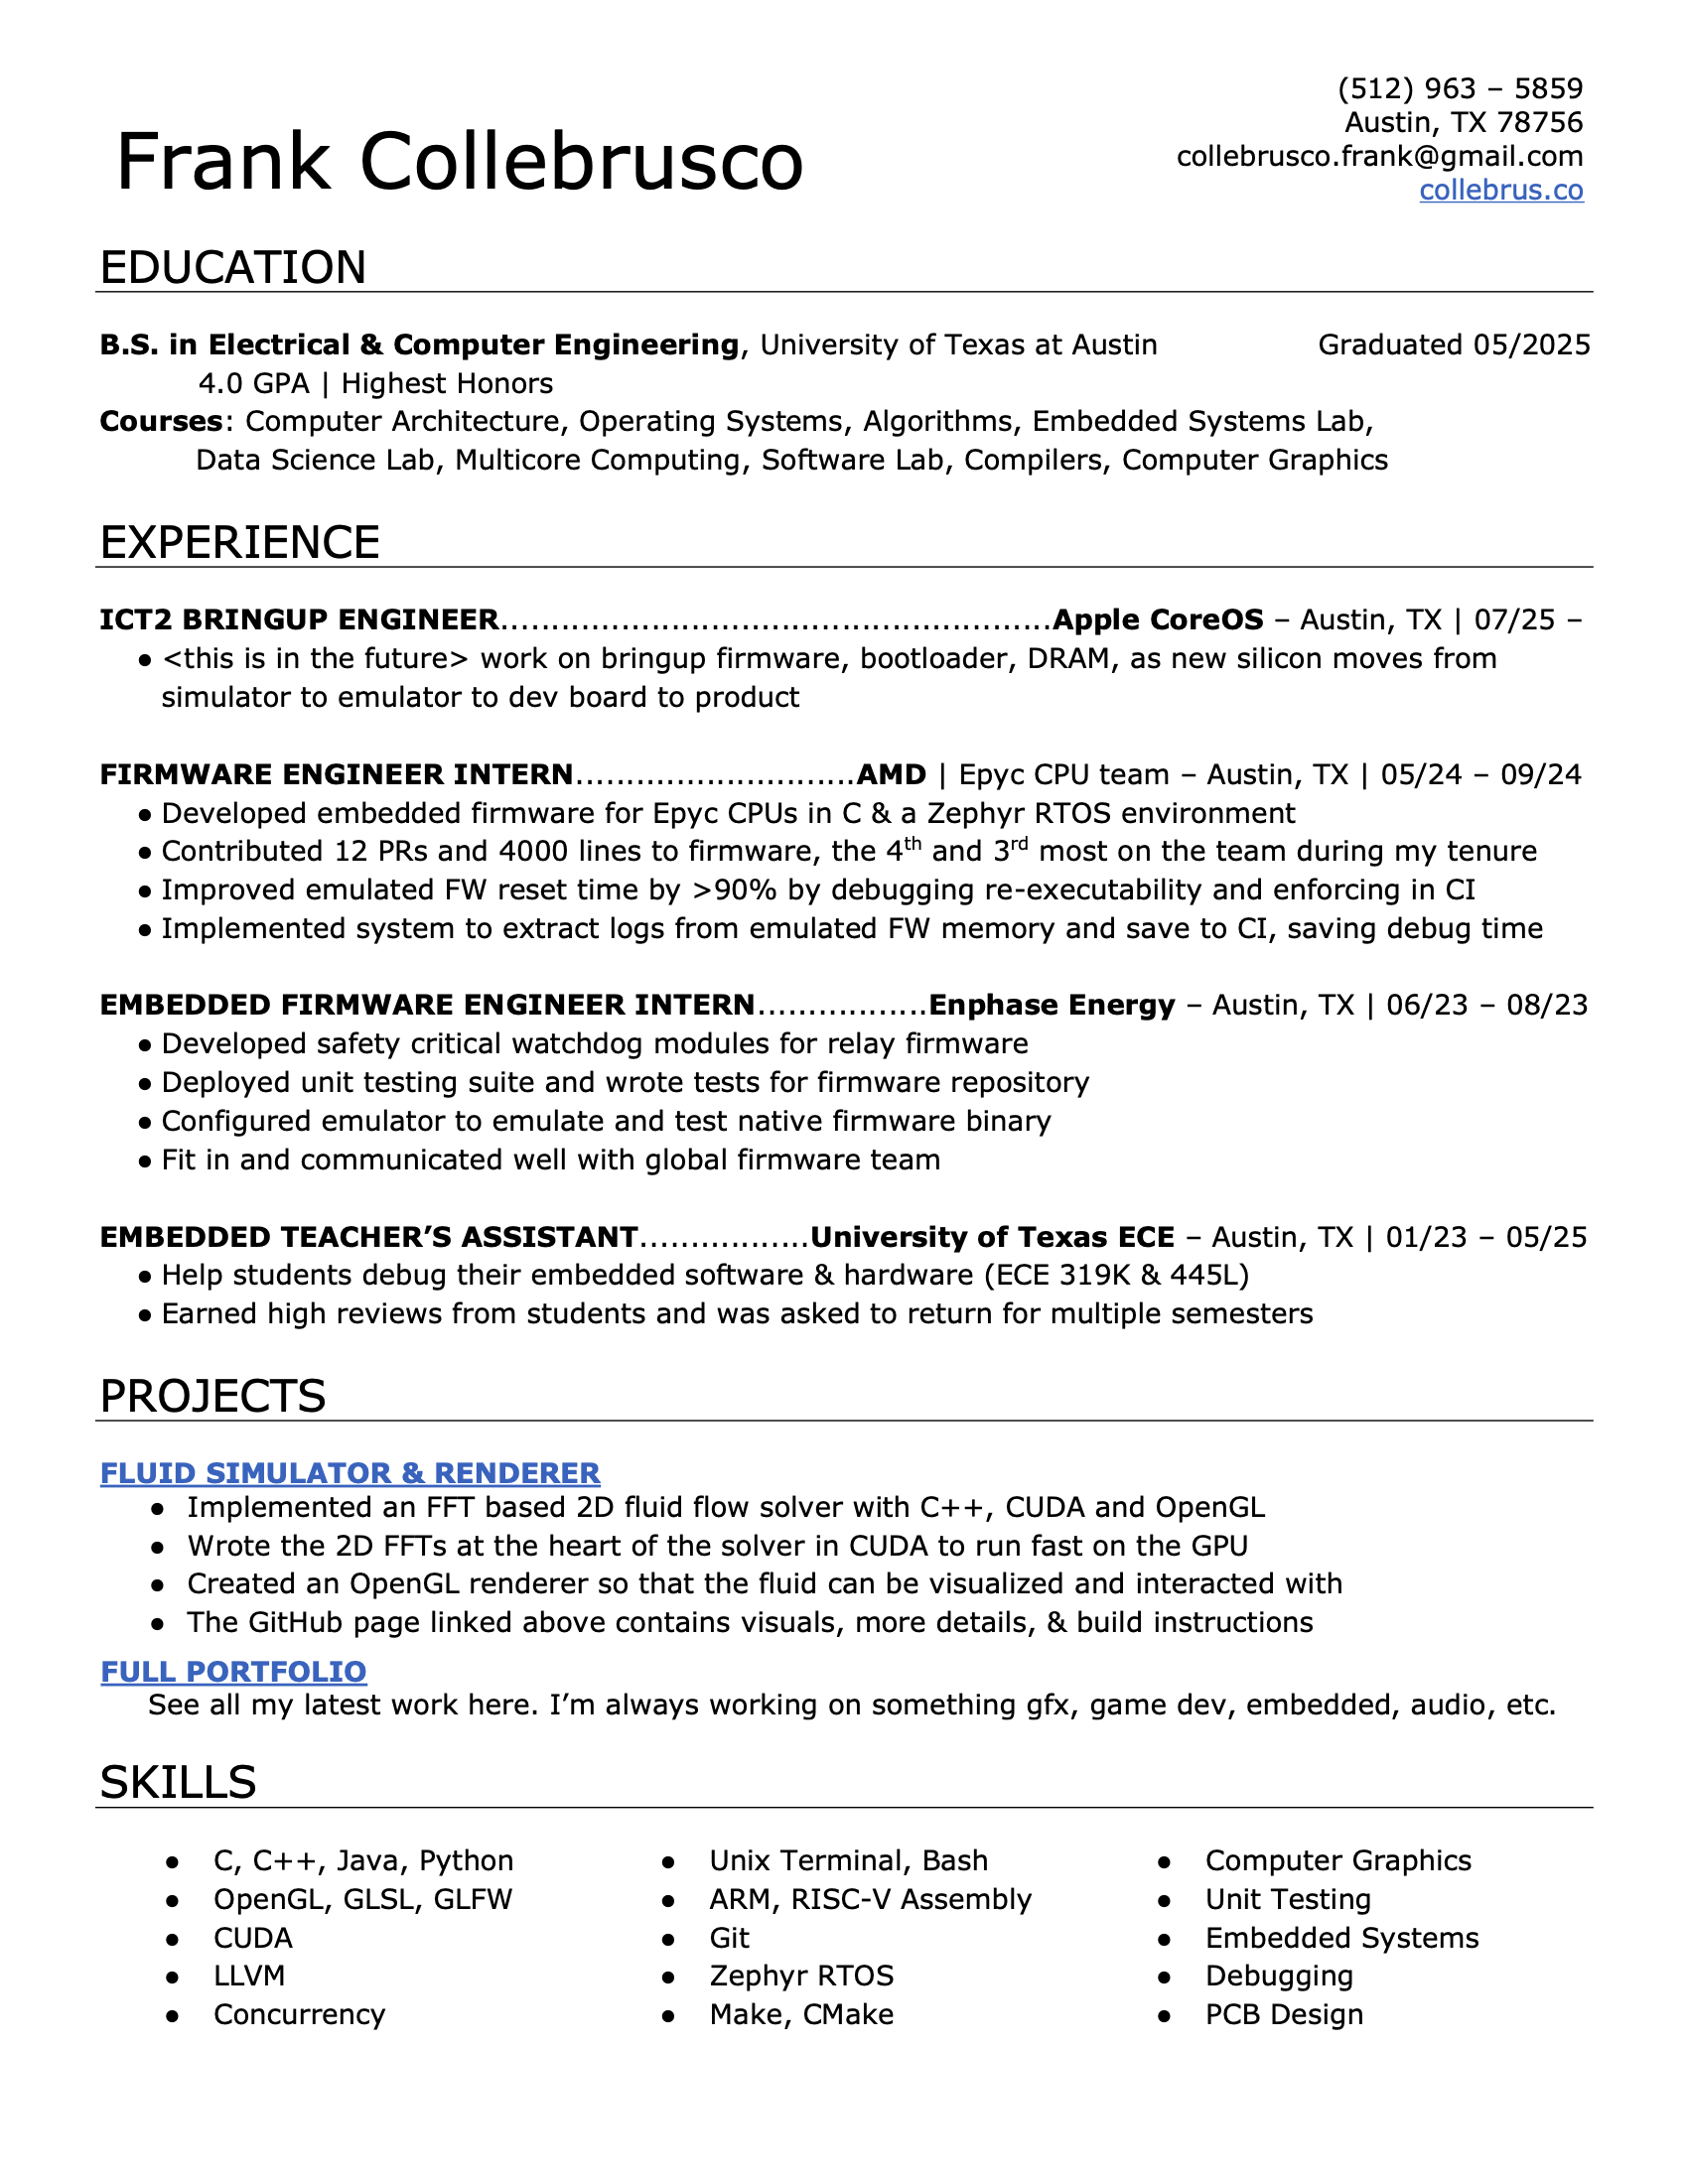 (512) 963 – 5859
Austin, TX 78756
Frank Collebrusco
collebrusco.frank@gmail.com
collebrus.co
EDUCATION
B.S. in Electrical & Computer Engineering, University of Texas at Austin Graduated 05/2025
4.0 GPA | Highest Honors
Courses: Computer Architecture, Operating Systems, Algorithms, Embedded Systems Lab,
Data Science Lab, Multicore Computing, Software Lab, Compilers, Computer Graphics
EXPERIENCE
ICT2 BRINGUP ENGINEER......................................................Apple CoreOS – Austin, TX | 07/25 –
● <this is in the future> work on bringup firmware, bootloader, DRAM, as new silicon moves from
simulator to emulator to dev board to product
FIRMWARE ENGINEER INTERN...........................AMD | Epyc CPU team – Austin, TX | 05/24 – 09/24
● Developed embedded firmware for Epyc CPUs in C & a Zephyr RTOS environment
● Contributed 12 PRs and 4000 lines to firmware, the 4th and 3rd most on the team during my tenure
● Improved emulated FW reset time by >90% by debugging re-executability and enforcing in CI
● Implemented system to extract logs from emulated FW memory and save to CI, saving debug time
EMBEDDED FIRMWARE ENGINEER INTERN.................Enphase Energy – Austin, TX | 06/23 – 08/23
● Developed safety critical watchdog modules for relay firmware
● Deployed unit testing suite and wrote tests for firmware repository
● Configured emulator to emulate and test native firmware binary
● Fit in and communicated well with global firmware team
EMBEDDED TEACHER’S ASSISTANT.................University of Texas ECE – Austin, TX | 01/23 – 05/25
● Help students debug their embedded software & hardware (ECE 319K & 445L)
● Earned high reviews from students and was asked to return for multiple semesters
PROJECTS
FLUID SIMULATOR & RENDERER
● Implemented an FFT based 2D fluid flow solver with C++, CUDA and OpenGL
● Wrote the 2D FFTs at the heart of the solver in CUDA to run fast on the GPU
● Created an OpenGL renderer so that the fluid can be visualized and interacted with
● The GitHub page linked above contains visuals, more details, & build instructions
FULL PORTFOLIO
See all my latest work here. I’m always working on something gfx, game dev, embedded, audio, etc.
SKILLS
● C, C++, Java, Python
● OpenGL, GLSL, GLFW
● CUDA
● LLVM
● Concurrency
● Unix Terminal, Bash
● ARM, RISC-V Assembly
● Git
● Zephyr RTOS
● Make, CMake
● Computer Graphics
● Unit Testing
● Embedded Systems
● Debugging
● PCB Design